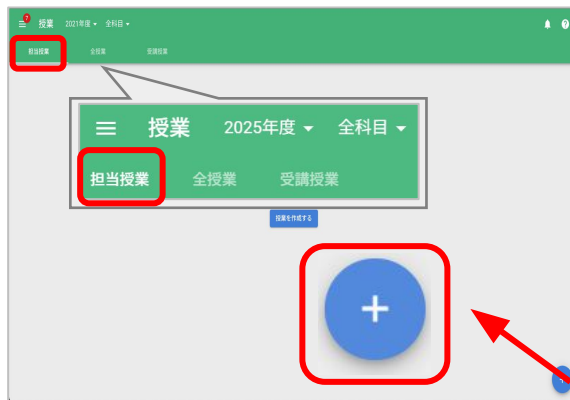 7
授業 2021年度 全科目
担当授業 全授業 受講授業
授業 2025年度 全科目
担当授業 全授業 受講授業
授業を作成する